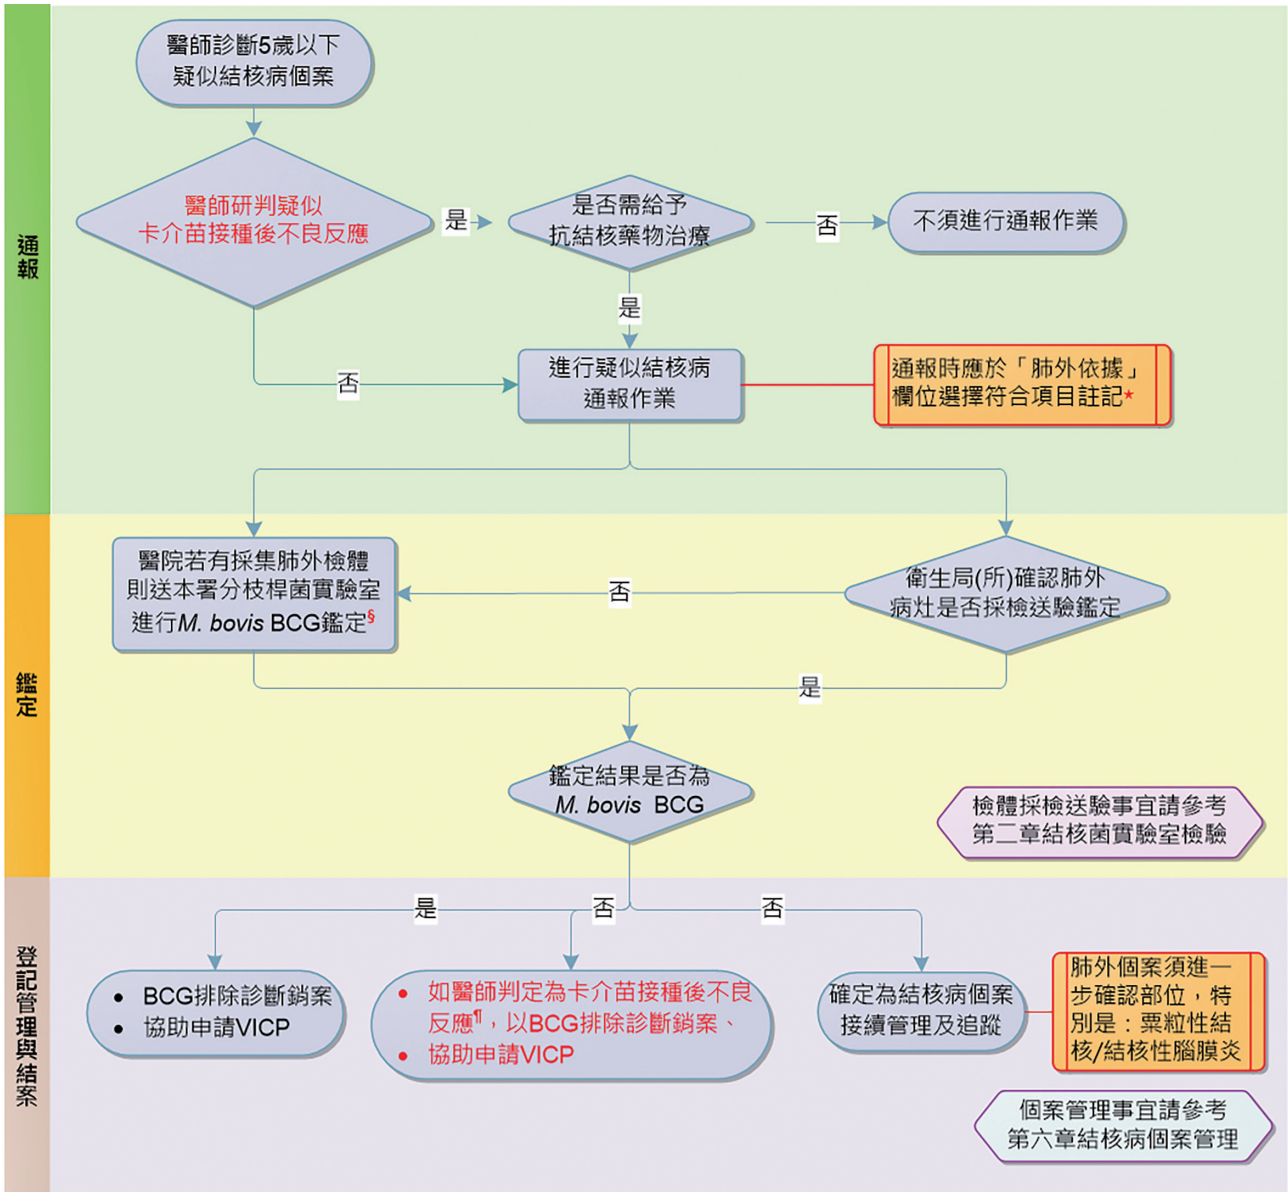 通報
醫師診斷5歲以下
疑似結核病個案
醫師研判疑似
卡介苗接種後不良反應
是
是否需給予
抗結核藥物治療
否
不須進行通報作業
是
否
進行疑似結核病
通報作業
通報時應於「肺外依據」
欄位選擇符合項目註記★
鑑定
醫院若有採集肺外檢體
則送本署分枝桿菌實驗室
進行M. bovis BCG鑑定§
否
衛生局(所)確認肺外
病灶是否採檢送驗鑑定
是
鑑定結果是否為
M. bovis BCG
檢體採檢送驗事宜請參考
第二章結核菌實驗室檢驗
登記管理與結案
是
否
否
• BCG排除診斷銷案
• 協助申請VICP
• 如醫師判定為卡介苗接種後不良
反應¶，以BCG排除診斷銷案、
• 協助申請VICP
確定為結核病個案
接續管理及追蹤
肺外個案須進一
步確認部位，特
別是：粟粒性結
核/結核性腦膜炎
個案管理事宜請參考
第六章結核病個案管理